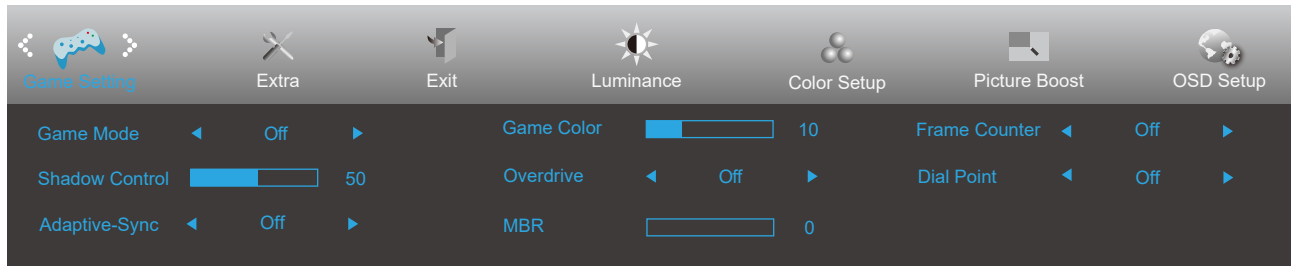 Game Setting Extra Exit Luminance Color Setup Picture Boost OSD Setup
Game Mode Off Game Color 10 Frame Counter Off
Shadow Control 50 Overdrive Off Dial Point Off
Adaptive-Sync Off MBR 0